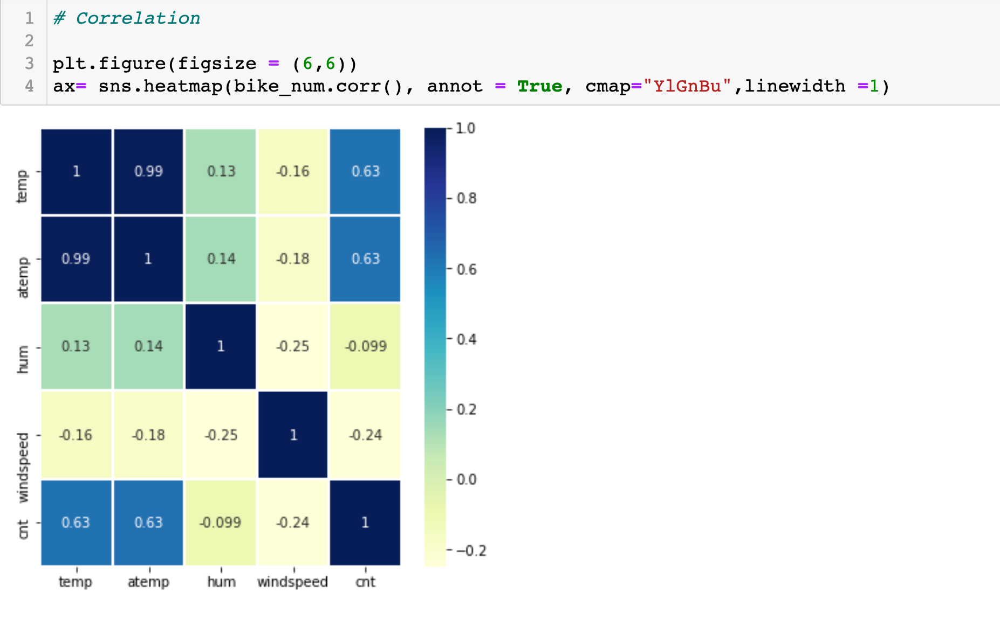 1 # Correlation
2
3 plt.figure(figsize = (6,6))
4 ax= sns.heatmap(bike_num.corr(), annot = True, cmap="YlGnBu",linewidth =1)
1.0
temp 1 0.99 0.13 -0.16 0.63
0.8
atemp 0.99 1 0.14 -0.18 0.63
0.6
0.4
hum 0.13 0.14 1 -0.25 -0.099
0.2
windspeed -0.16 -0.18 -0.25 1 -0.24
0.0
cnt 0.63 0.63 -0.099 -0.24 1
−0.2
temp atemp hum windspeed cnt